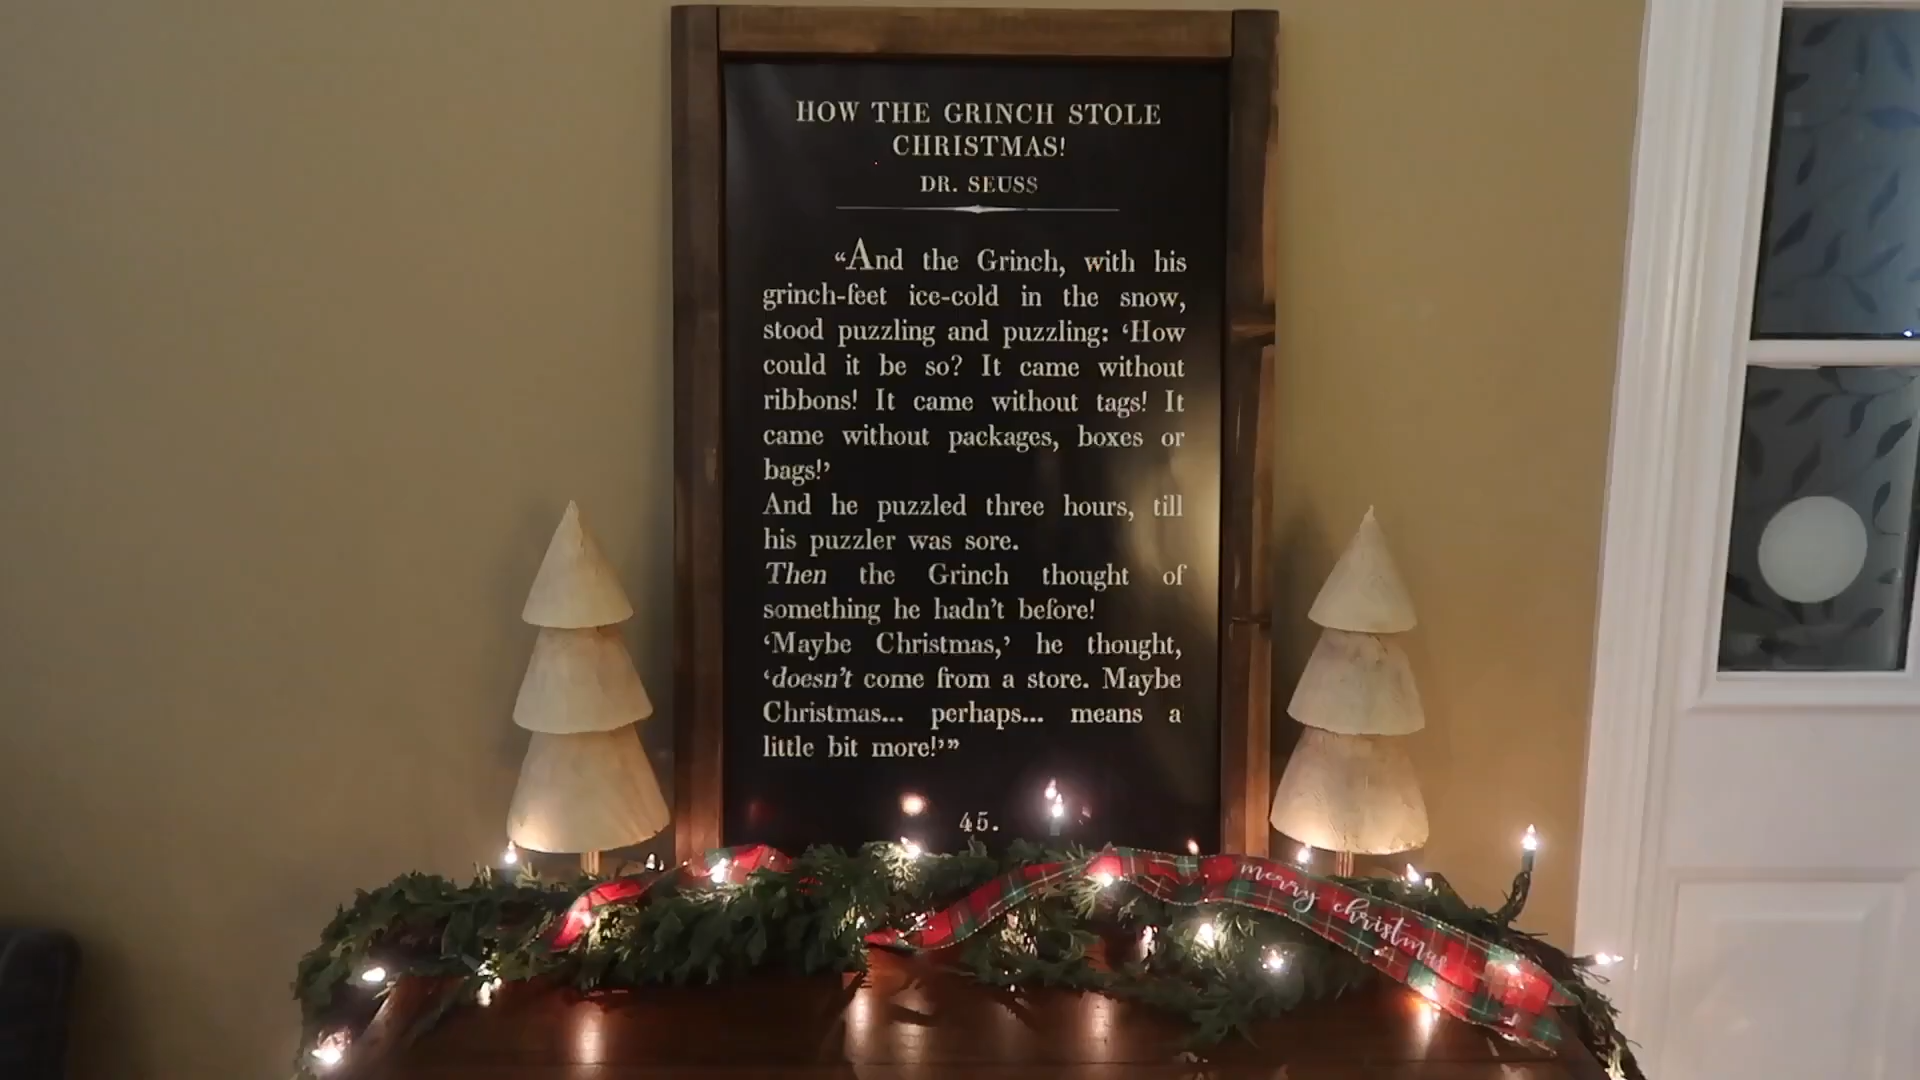 HOW THE GRINCH STOLE
CHRISTMAS!
DR. SEUSS
“And the Grinch, with his
grinch-feet ice-cold in the snow,
stood puzzling and puzzling: ‘How
could it be so? It came without
ribbons! It came without tags! It
came without packages, boxes or
bags!’
And he puzzled three hours, till
his puzzler was sore.
Then the Grinch thought of
something he hadn’t before!
‘Maybe Christmas,’ he thought,
‘doesn’t come from a store. Maybe
Christmas... perhaps... means a
little bit more!’”
45.
merry christmas